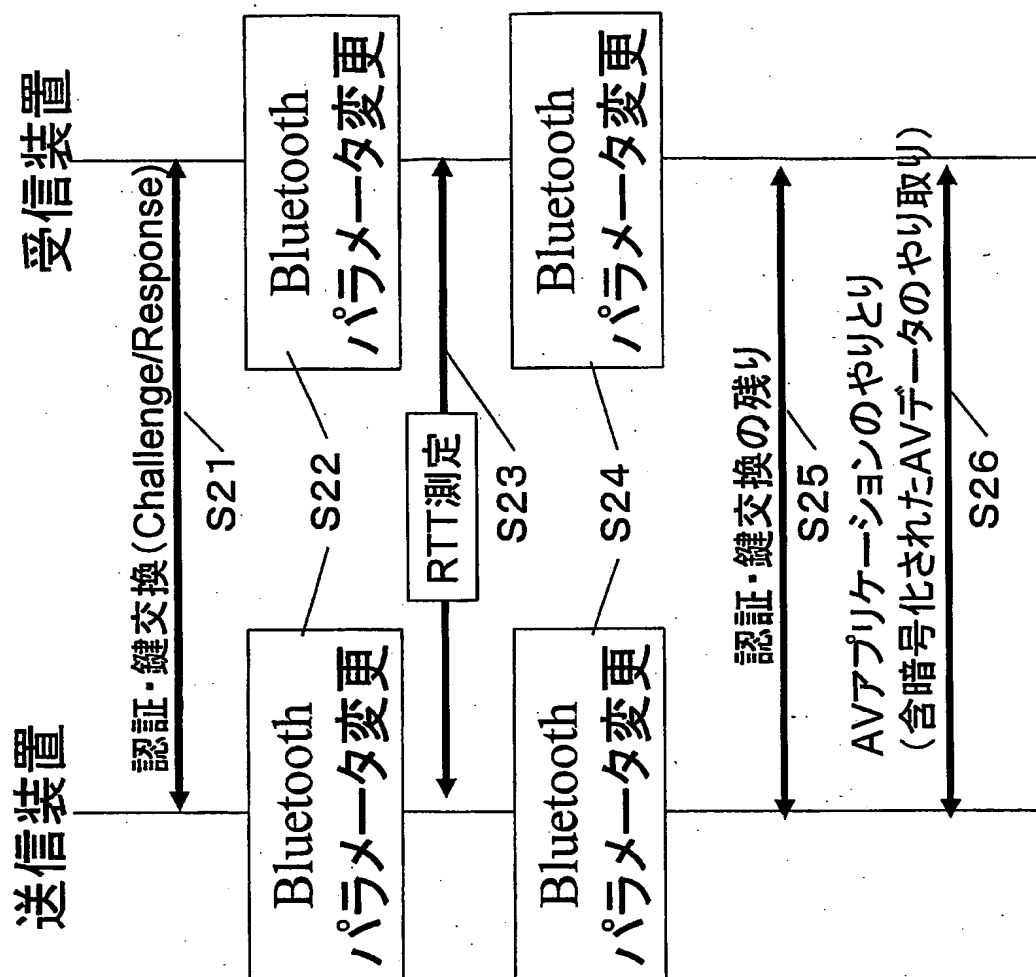 送信装置
受信装置
認証・鍵交換(Challenge/Response)
S21
Bluetooth
パラメータ変更
Bluetooth
パラメータ変更
S22
RTT測定
S23
Bluetooth
パラメータ変更
Bluetooth
パラメータ変更
S24
認証・鍵交換の残り
S25
AVアプリケーションのやりとり
(含暗号化されたAVデータのやり取り)
S26